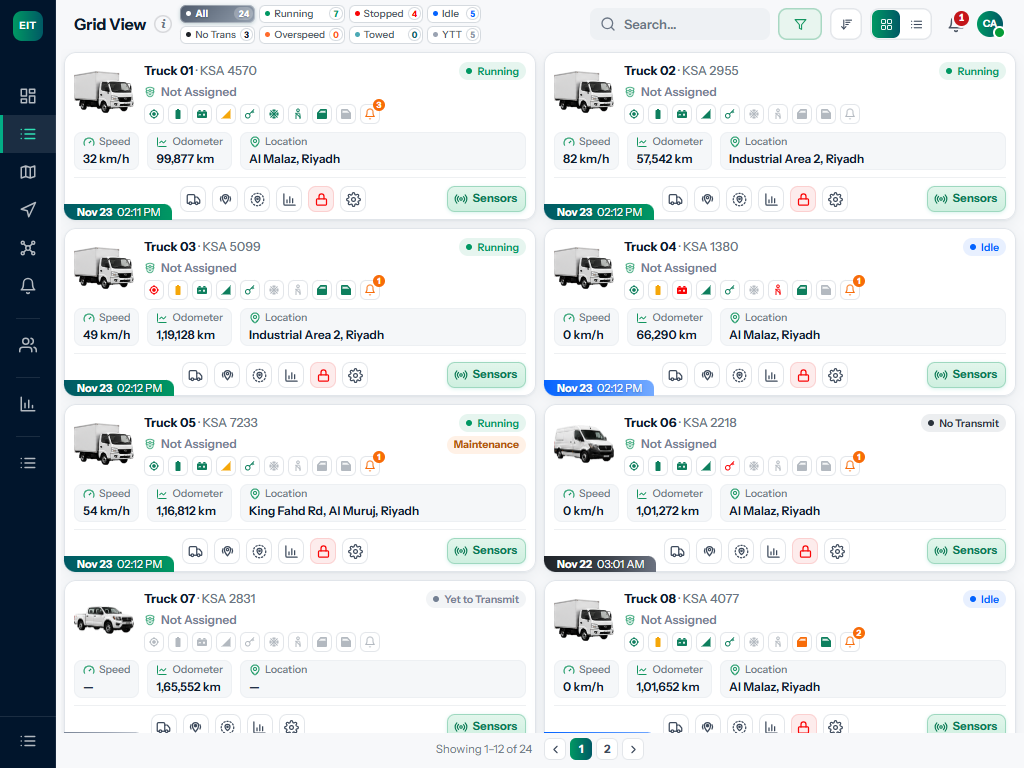 EIT
Grid View
All 24
Running 7
Stopped 4
Idle 5
No Trans 3
Overspeed 0
Towed 0
YTT 5
Search...
1
CA
Truck 01 · KSA 4570
Running
Not Assigned
3
Speed
32 km/h
Odometer
99,877 km
Location
Al Malaz, Riyadh
Nov 23 02:11 PM
Sensors
Truck 02 · KSA 2955
Running
Not Assigned
Speed
82 km/h
Odometer
57,542 km
Location
Industrial Area 2, Riyadh
Nov 23 02:12 PM
Sensors
Truck 03 · KSA 5099
Running
Not Assigned
1
Speed
49 km/h
Odometer
1,19,128 km
Location
Industrial Area 2, Riyadh
Nov 23 02:12 PM
Sensors
Truck 04 · KSA 1380
Idle
Not Assigned
1
Speed
0 km/h
Odometer
66,290 km
Location
Al Malaz, Riyadh
Nov 23 02:12 PM
Sensors
Truck 05 · KSA 7233
Running
Not Assigned
Maintenance
1
Speed
54 km/h
Odometer
1,16,812 km
Location
King Fahd Rd, Al Muruj, Riyadh
Nov 23 02:12 PM
Sensors
Truck 06 · KSA 2218
No Transmit
Not Assigned
1
Speed
0 km/h
Odometer
1,01,272 km
Location
Al Malaz, Riyadh
Nov 22 03:01 AM
Sensors
Truck 07 · KSA 2831
Yet to Transmit
Not Assigned
Speed
—
Odometer
1,65,552 km
Location
—
Sensors
Truck 08 · KSA 4077
Idle
Not Assigned
2
Speed
0 km/h
Odometer
1,01,652 km
Location
Al Malaz, Riyadh
Sensors
Showing 1–12 of 24
1
2